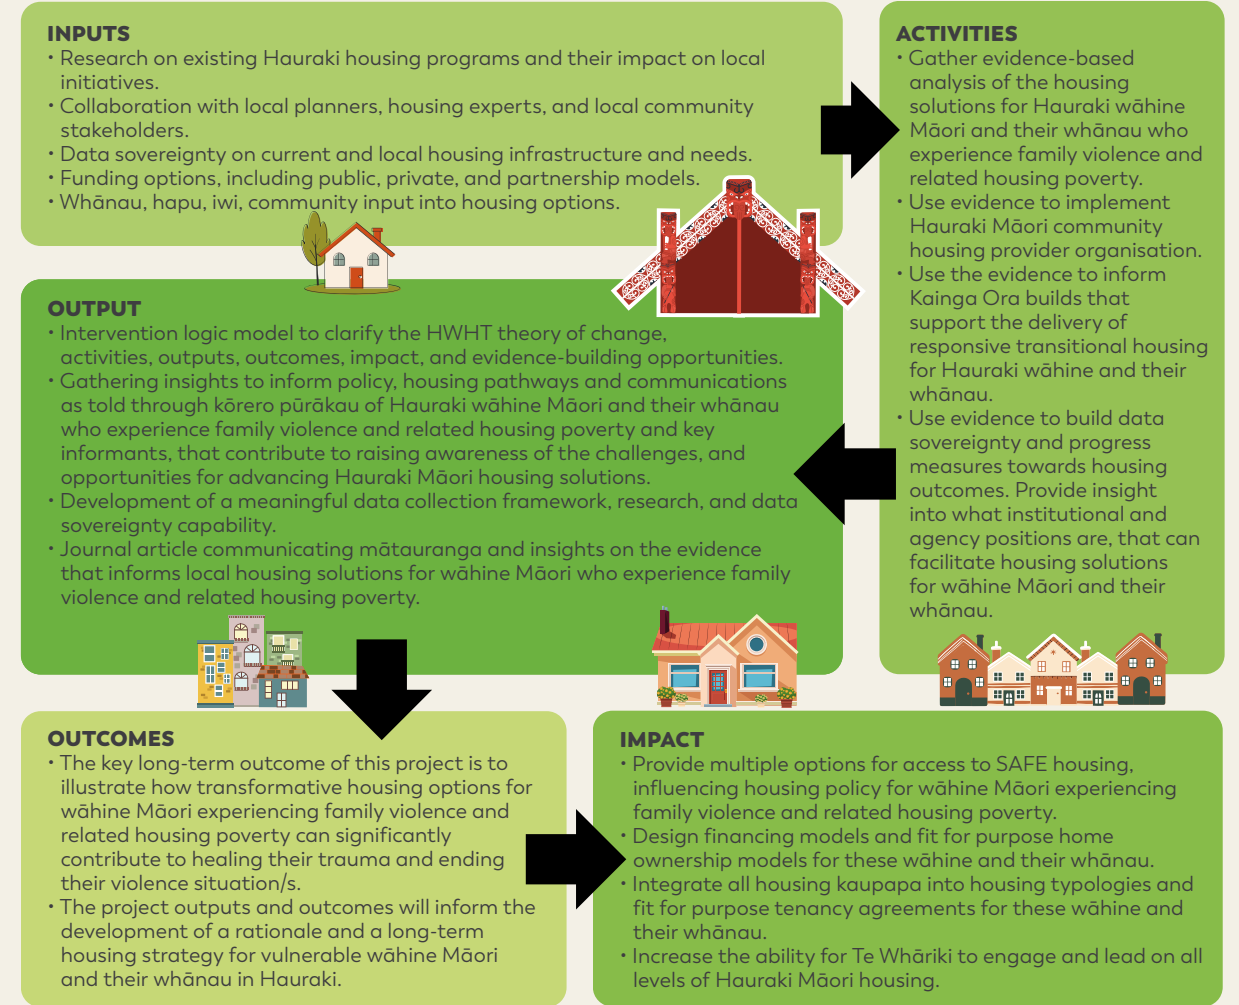 INPUTS
• Research on existing Hauraki housing programs and their impact on local
initiatives.
• Collaboration with local planners, housing experts, and local community
stakeholders.
• Data sovereignty on current and local housing infrastructure and needs.
• Funding options, including public, private, and partnership models.
• Whānau, hapu, iwi, community input into housing options.
ACTIVITIES
• Gather evidence-based
analysis of the housing
solutions for Hauraki wāhine
Māori and their whānau who
experience family violence and
related housing poverty.
• Use evidence to implement
Hauraki Māori community
housing provider organisation.
• Use the evidence to inform
Kainga Ora builds that
support the delivery of
responsive transitional housing
for Hauraki wāhine and their
whānau.
• Use evidence to build data
sovereignty and progress
measures towards housing
outcomes. Provide insight
into what institutional and
agency positions are, that can
facilitate housing solutions
for wāhine Māori and their
whānau.
OUTPUT
• Intervention logic model to clarify the HWHT theory of change,
activities, outputs, outcomes, impact, and evidence-building opportunities.
• Gathering insights to inform policy, housing pathways and communications
as told through kōrero pūrākau of Hauraki wāhine Māori and their whānau
who experience family violence and related housing poverty and key
informants, that contribute to raising awareness of the challenges, and
opportunities for advancing Hauraki Māori housing solutions.
• Development of a meaningful data collection framework, research, and data
sovereignty capability.
• Journal article communicating mātauranga and insights on the evidence
that informs local housing solutions for wāhine Māori who experience family
violence and related housing poverty.
OUTCOMES
• The key long-term outcome of this project is to
illustrate how transformative housing options for
wāhine Māori experiencing family violence and
related housing poverty can significantly
contribute to healing their trauma and ending
their violence situation/s.
• The project outputs and outcomes will inform the
development of a rationale and a long-term
housing strategy for vulnerable wāhine Māori
and their whānau in Hauraki.
IMPACT
• Provide multiple options for access to SAFE housing,
influencing housing policy for wāhine Māori experiencing
family violence and related housing poverty.
• Design financing models and fit for purpose home
ownership models for these wāhine and their whānau.
• Integrate all housing kaupapa into housing typologies and
fit for purpose tenancy agreements for these wāhine and
their whānau.
• Increase the ability for Te Whāriki to engage and lead on all
levels of Hauraki Māori housing.